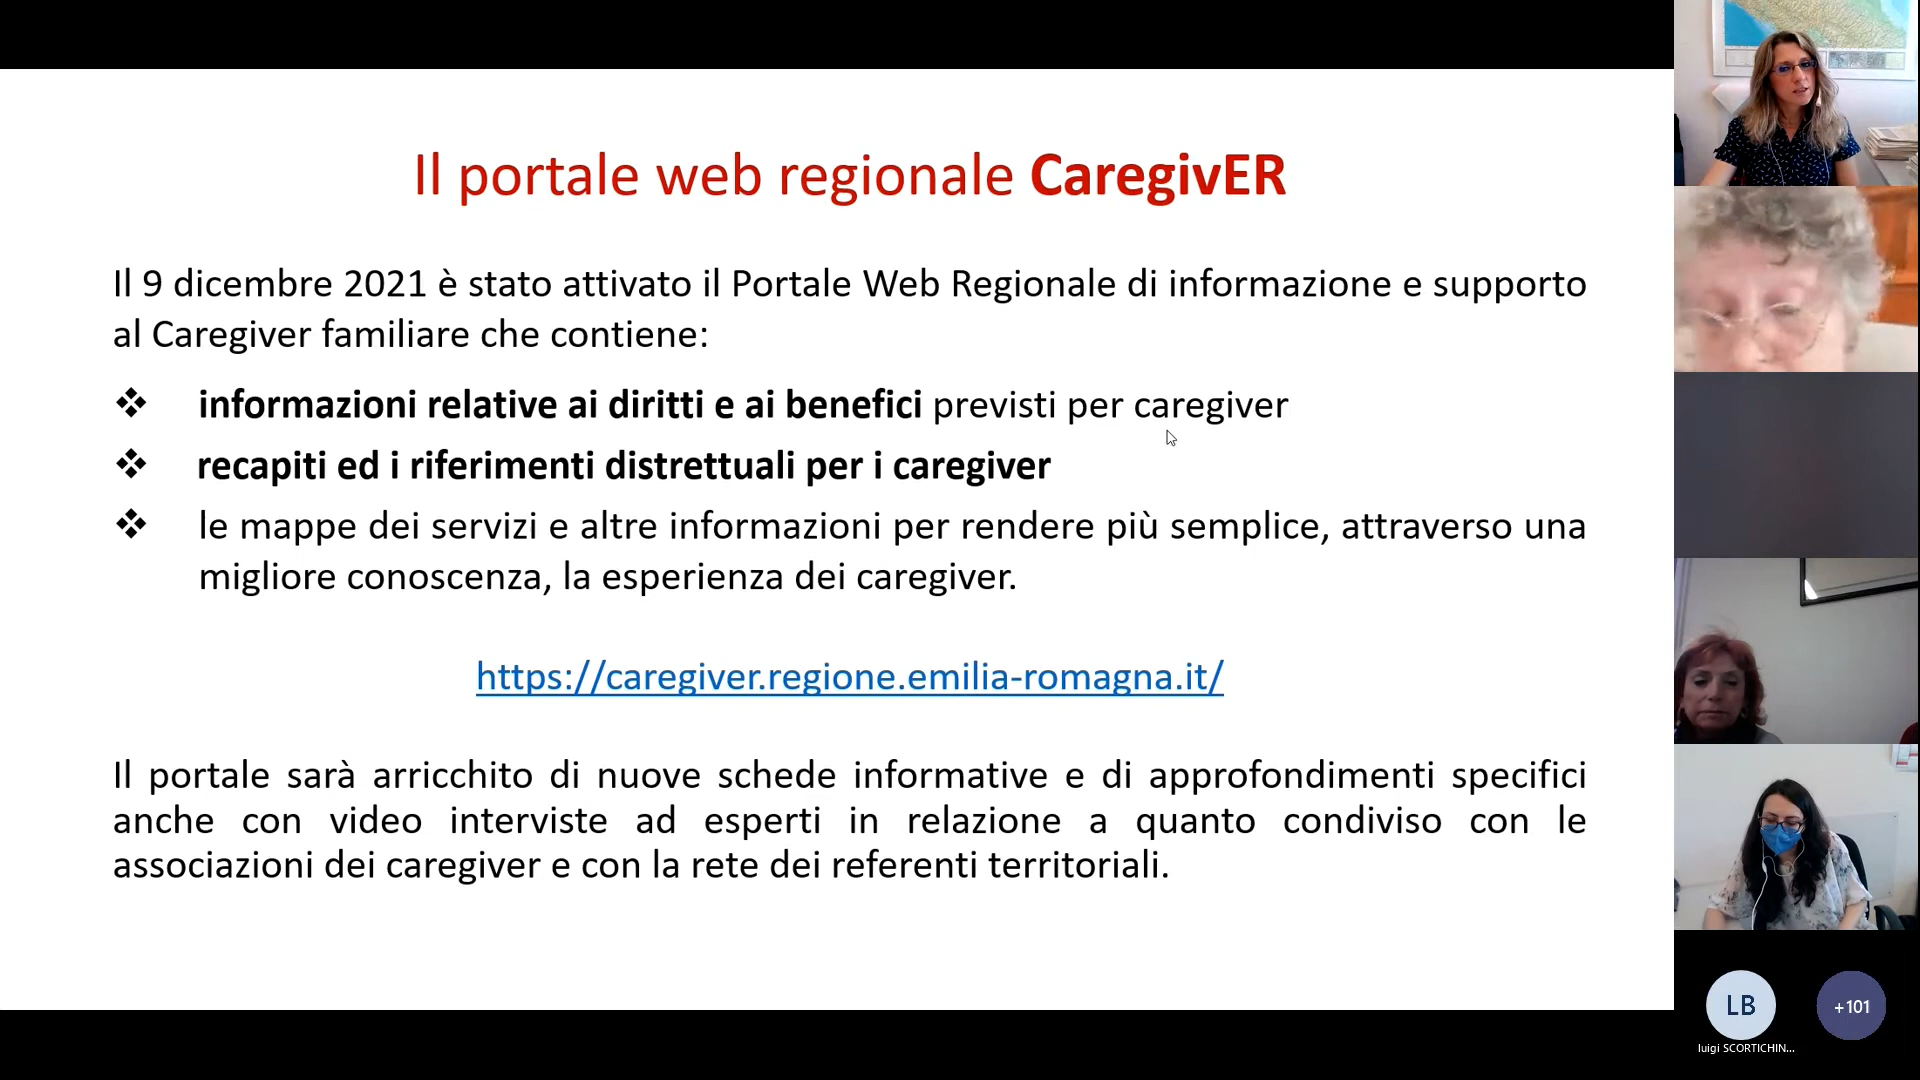 Il portale web regionale CaregivER
Il 9 dicembre 2021 è stato attivato il Portale Web Regionale di informazione e supporto
al Caregiver familiare che contiene:
❖ informazioni relative ai diritti e ai benefici previsti per caregiver
❖ recapiti ed i riferimenti distrettuali per i caregiver
❖ le mappe dei servizi e altre informazioni per rendere più semplice, attraverso una
migliore conoscenza, la esperienza dei caregiver.
https://caregiver.regione.emilia-romagna.it/
Il portale sarà arricchito di nuove schede informative e di approfondimenti specifici
anche con video interviste ad esperti in relazione a quanto condiviso con le
associazioni dei caregiver e con la rete dei referenti territoriali.
LB
+101
luigi SCORTICHIN...